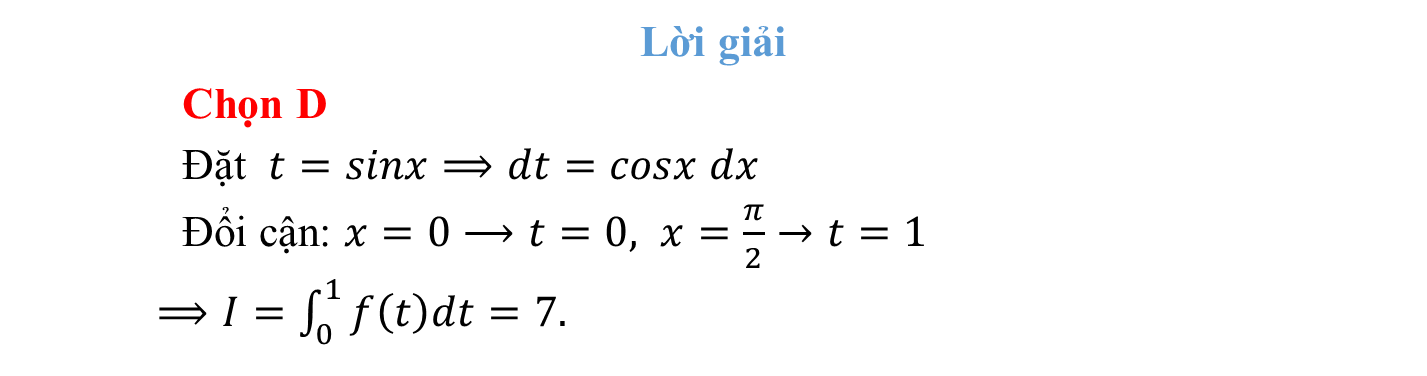 Lời giải
Chọn D
Đặt t = sinx ⟹ dt = cosx dx
Đổi cận: x = 0 ⟶ t = 0, x = π/2 → t = 1
⟹ I = ∫₀¹ f(t)dt = 7.